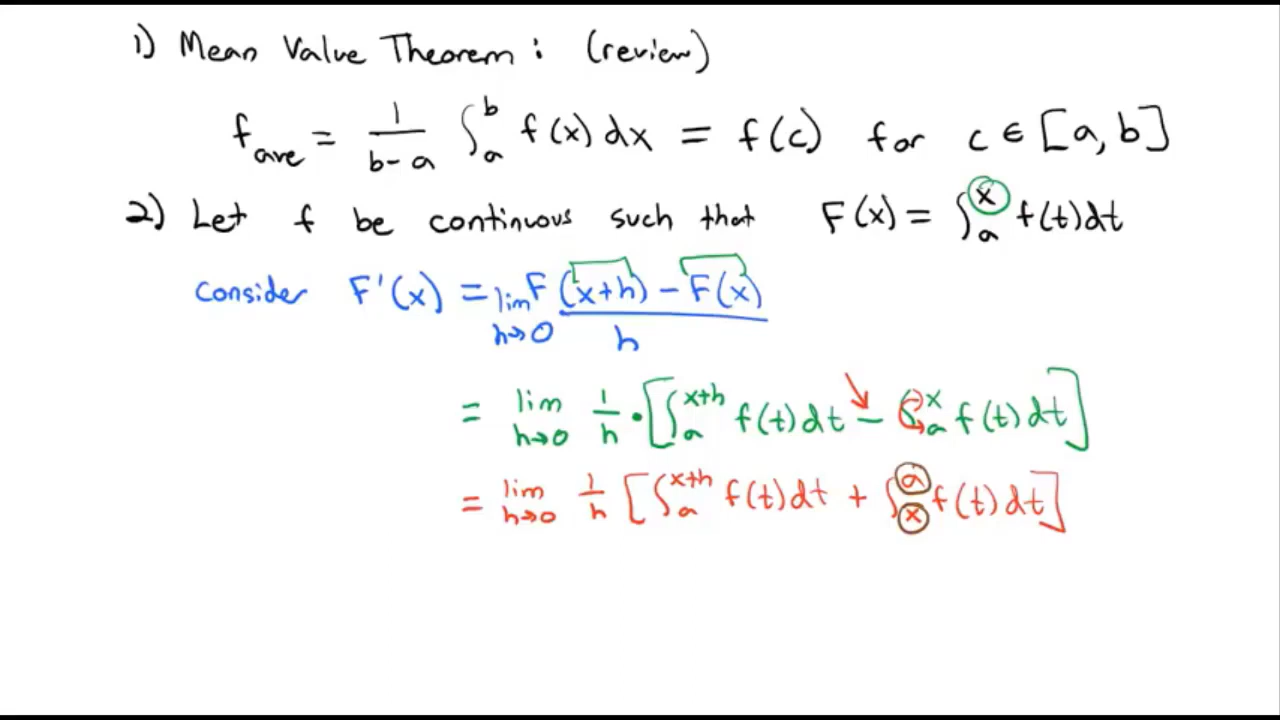 1) Mean Value Theorem: (review)
f_ave = 1/(b-a) ∫_a^b f(x) dx = f(c) for c ∈ [a, b]
2) Let f be continuous such that F(x) = ∫_a^x f(t)dt
consider F'(x) = lim_{h→0} (F(x+h) - F(x))/h
= lim_{h→0} 1/h · [∫_a^{x+h} f(t)dt - ∫_a^x f(t)dt]
= lim_{h→0} 1/h [∫_a^{x+h} f(t)dt + ∫_x^a f(t)dt]